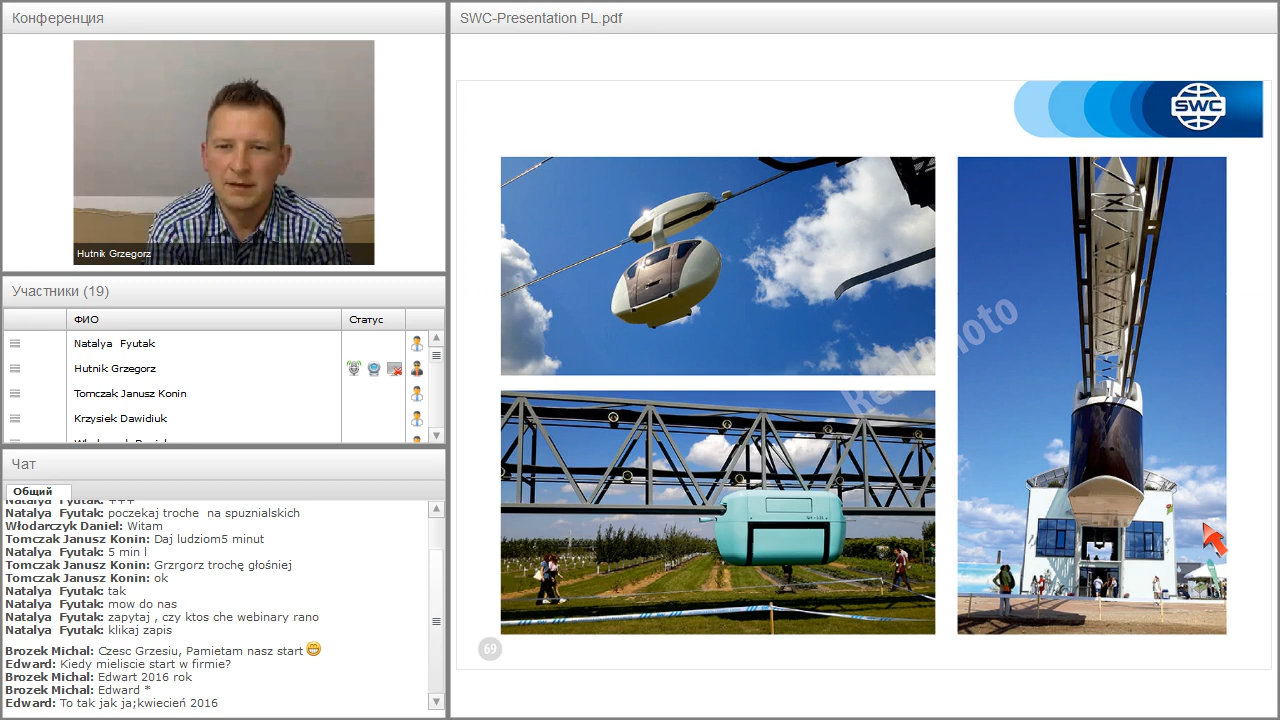 Конференция
Hutnik Grzegorz
Участники (19)
ФИО
Статус
Natalya Fyutak
Hutnik Grzegorz
Tomczak Janusz Konin
Krzysiek Dawidiuk
Чат
Общий
Natalya Fyutak: +++
Natalya Fyutak: poczekaj troche na spuznialskich
Włodarczyk Daniel: Witam
Tomczak Janusz Konin: Daj ludziom5 minut
Natalya Fyutak: 5 min l
Tomczak Janusz Konin: Grzrgorz trochę głośniej
Tomczak Janusz Konin: ok
Natalya Fyutak: tak
Natalya Fyutak: mow do nas
Natalya Fyutak: zapytaj , czy ktos che webinary rano
Natalya Fyutak: klikaj zapis
Brozek Michal: Czesc Grzesiu, Pamietam nasz start
Edward: Kiedy mieliscie start w firmie?
Brozek Michal: Edwart 2016 rok
Brozek Michal: Edward *
Edward: To tak jak ja;kwiecień 2016
SWC-Presentation PL.pdf
SWC
Real photo
69